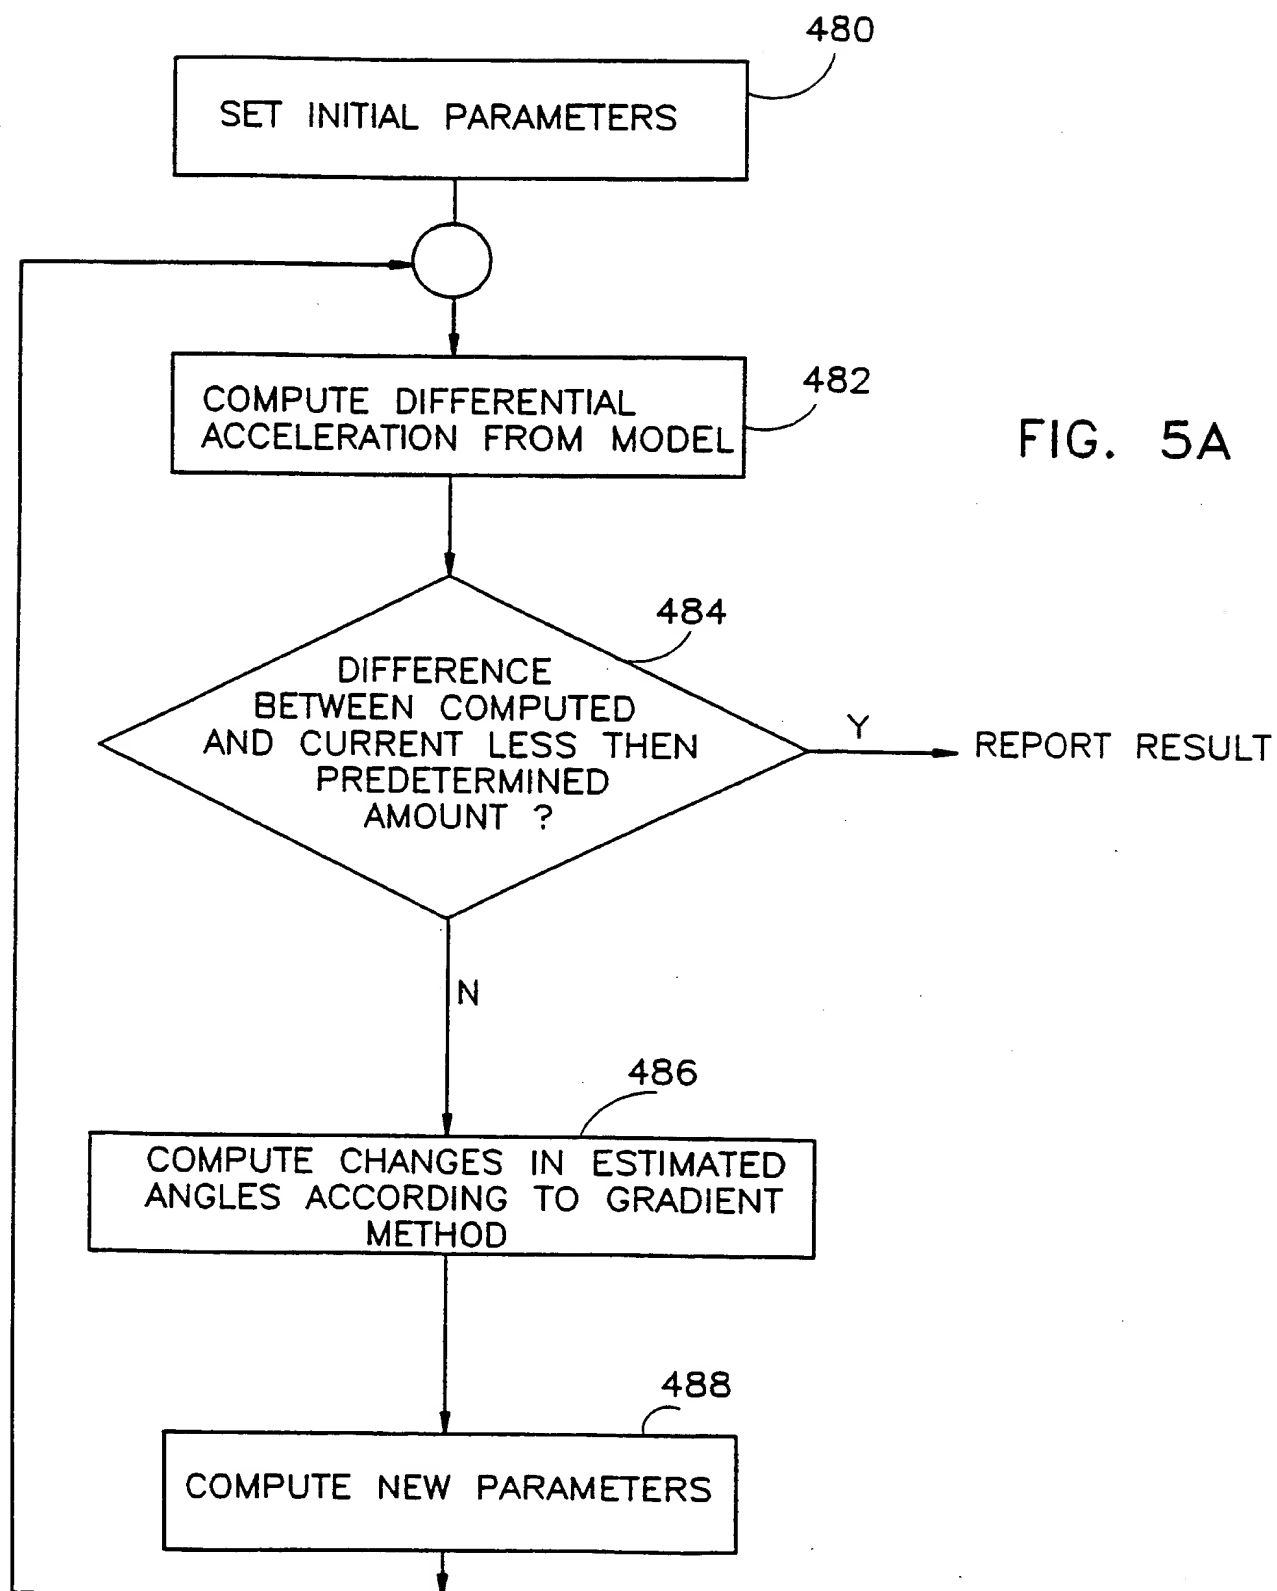 480
SET INITIAL PARAMETERS
COMPUTE DIFFERENTIAL
ACCELERATION FROM MODEL
482
FIG. 5A
484
DIFFERENCE
BETWEEN COMPUTED
AND CURRENT LESS THEN
PREDETERMINED
AMOUNT ?
Y
REPORT RESULT
N
486
COMPUTE CHANGES IN ESTIMATED
ANGLES ACCORDING TO GRADIENT
METHOD
488
COMPUTE NEW PARAMETERS